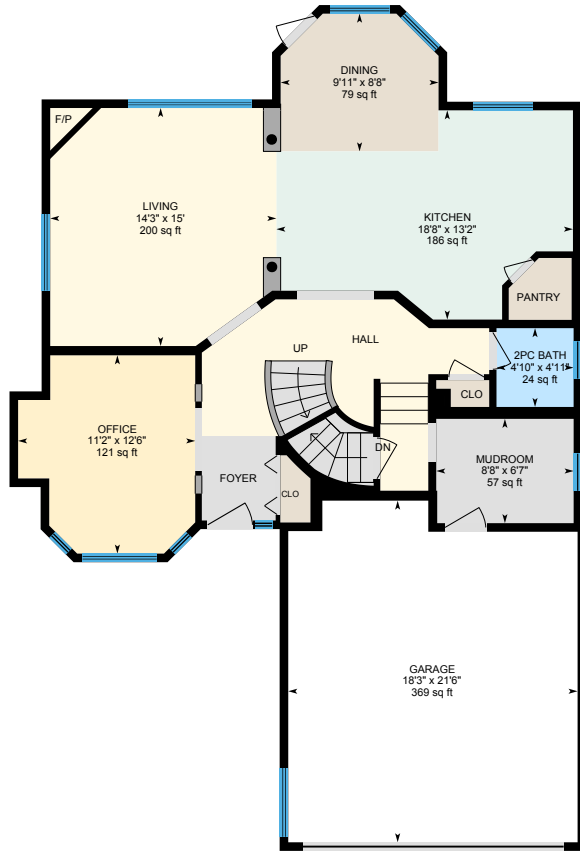 DINING
9'11" x 8'8"
79 sq ft
F/P
LIVING
14'3" x 15'
200 sq ft
KITCHEN
18'8" x 13'2"
186 sq ft
PANTRY
UP
HALL
2PC BATH
4'10" x 4'11"
24 sq ft
CLO
OFFICE
11'2" x 12'6"
121 sq ft
DN
MUDROOM
8'8" x 6'7"
57 sq ft
FOYER
CLO
GARAGE
18'3" x 21'6"
369 sq ft